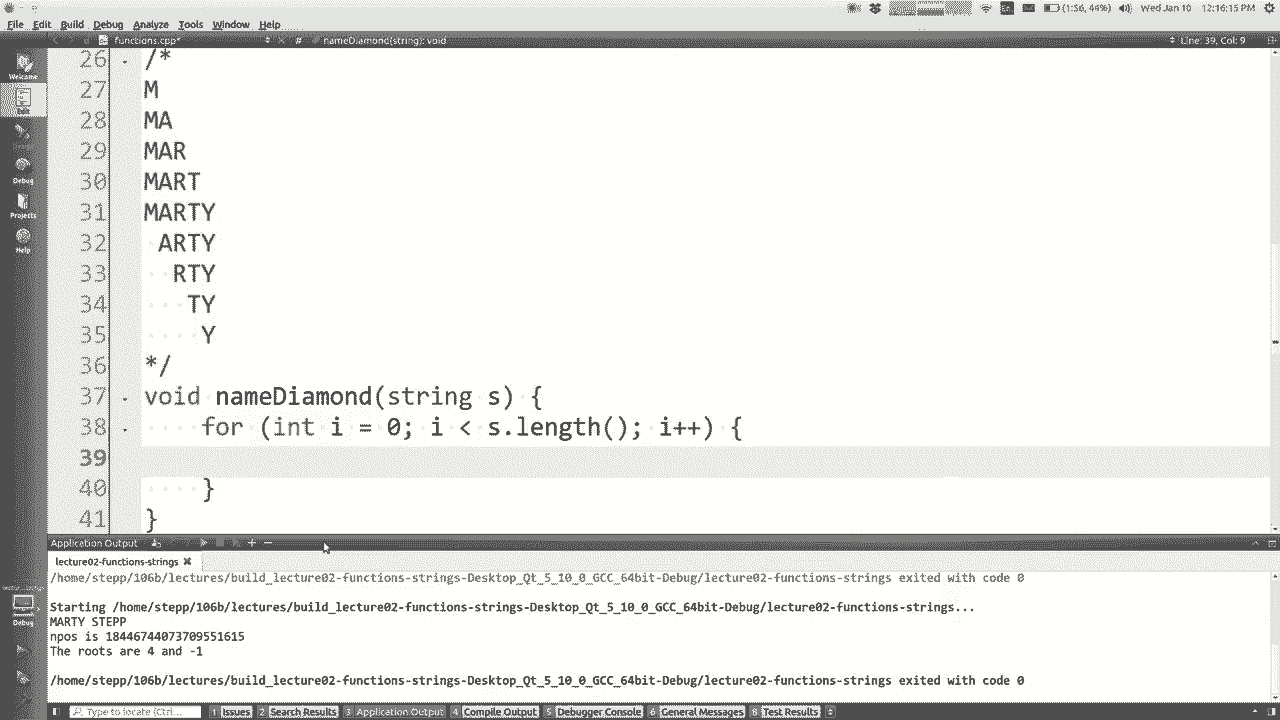 (1:56, 44%) Wed Jan 10 12:16:15 PM
File Edit Build Debug Analyze Tools Window Help
functions.cpp* # nameDiamond(string): void Line: 39, Col: 9
Welcome
Debug
Projects
Help
26 /*
27 M
28 MA
29 MAR
30 MART
31 MARTY
32 ARTY
33 RTY
34 TY
35 Y
36 */
37 void nameDiamond(string s) {
38 for (int i = 0; i < s.length(); i++) {
39
40 }
41 }
Application Output
lecture02-functions-strings
/home/stepp/106b/lectures/build_lecture02-functions-strings-Desktop_Qt_5_10_0_GCC_64bit-Debug/lecture02-functions-strings exited with code 0
Starting /home/stepp/106b/lectures/build_lecture02-functions-strings-Desktop_Qt_5_10_0_GCC_64bit-Debug/lecture02-functions-strings...
MARTY STEPP
npos is 18446744073709551615
The roots are 4 and -1
/home/stepp/106b/lectures/build_lecture02-functions-strings-Desktop_Qt_5_10_0_GCC_64bit-Debug/lecture02-functions-strings exited with code 0
Debug
Type to locate (Ctrl... 1 Issues 2 Search Results 3 Application Output 4 Compile Output 5 Debugger Console 6 General Messages 8 Test Results